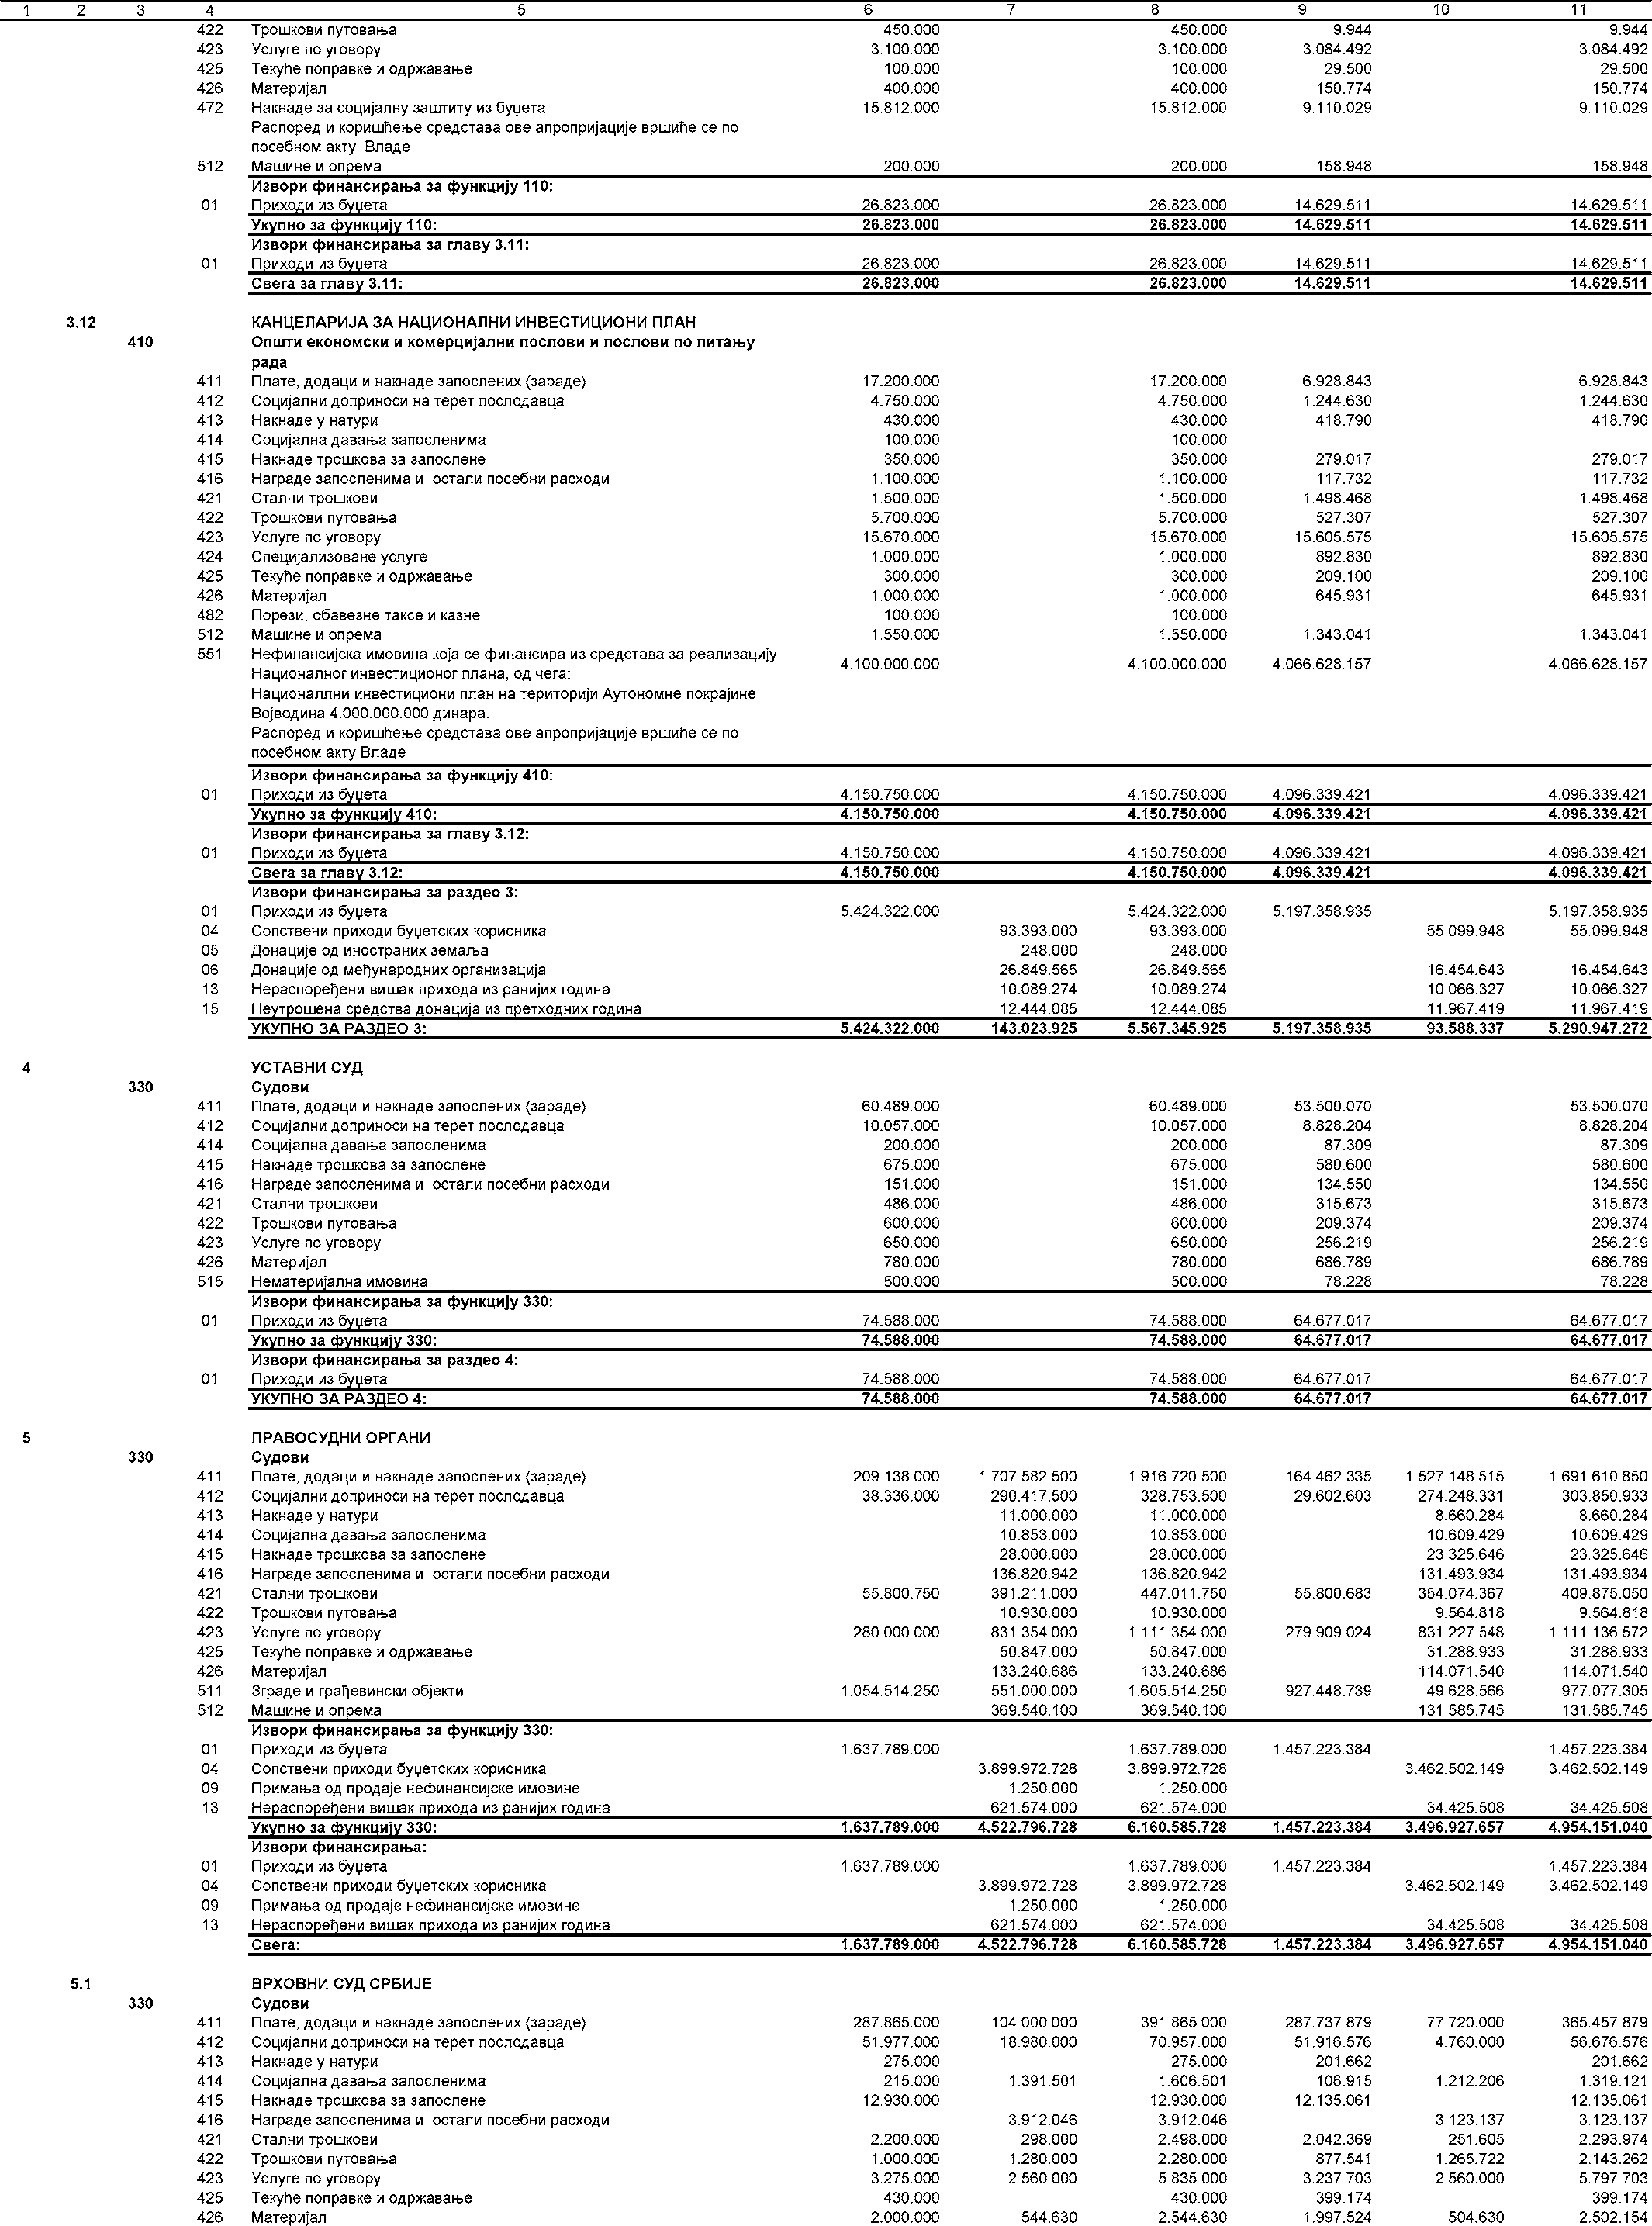 1 2 3 4 5 6 7 8 9 10 11
422 Трошкови путовања 450.000 450.000 9.944 9.944
423 Услуге по уговору 3.100.000 3.100.000 3.084.492 3.084.492
425 Текуће поправке и одржавање 100.000 100.000 29.500 29.500
426 Материјал 400.000 400.000 150.774 150.774
472 Накнаде за социјалну заштиту из буџета 15.812.000 15.812.000 9.110.029 9.110.029
Распоред и коришћење средстава ове апропријације вршиће се по
посебном акту Владе
512 Машине и опрема 200.000 200.000 158.948 158.948
Извори финансирања за функцију 110:
01 Приходи из буџета 26.823.000 26.823.000 14.629.511 14.629.511
Укупно за функцију 110: 26.823.000 26.823.000 14.629.511 14.629.511
Извори финансирања за главу 3.11:
01 Приходи из буџета 26.823.000 26.823.000 14.629.511 14.629.511
Свега за главу 3.11: 26.823.000 26.823.000 14.629.511 14.629.511
3.12 КАНЦЕЛАРИЈА ЗА НАЦИОНАЛНИ ИНВЕСТИЦИОНИ ПЛАН
410 Општи економски и комерцијални послови и послови по питању
рада
411 Плате, додаци и накнаде запослених (зараде) 17.200.000 17.200.000 6.928.843 6.928.843
412 Социјални доприноси на терет послодавца 4.750.000 4.750.000 1.244.630 1.244.630
413 Накнаде у натури 430.000 430.000 418.790 418.790
414 Социјална давања запосленима 100.000 100.000
415 Накнаде трошкова за запослене 350.000 350.000 279.017 279.017
416 Награде запосленима и остали посебни расходи 1.100.000 1.100.000 117.732 117.732
421 Стални трошкови 1.500.000 1.500.000 1.498.468 1.498.468
422 Трошкови путовања 5.700.000 5.700.000 527.307 527.307
423 Услуге по уговору 15.670.000 15.670.000 15.605.575 15.605.575
424 Специјализоване услуге 1.000.000 1.000.000 892.830 892.830
425 Текуће поправке и одржавање 300.000 300.000 209.100 209.100
426 Материјал 1.000.000 1.000.000 645.931 645.931
482 Порези, обавезне таксе и казне 100.000 100.000
512 Машине и опрема 1.550.000 1.550.000 1.343.041 1.343.041
551 Нефинансијска имовина која се финансира из средстава за реализацију
Националног инвестиционог плана, од чега: 4.100.000.000 4.100.000.000 4.066.628.157 4.066.628.157
Националлни инвестициони план на територији Аутономне покрајине
Војводина 4.000.000.000 динара.
Распоред и коришћење средстава ове апропријације вршиће се по
посебном акту Владе
Извори финансирања за функцију 410:
01 Приходи из буџета 4.150.750.000 4.150.750.000 4.096.339.421 4.096.339.421
Укупно за функцију 410: 4.150.750.000 4.150.750.000 4.096.339.421 4.096.339.421
Извори финансирања за главу 3.12:
01 Приходи из буџета 4.150.750.000 4.150.750.000 4.096.339.421 4.096.339.421
Свега за главу 3.12: 4.150.750.000 4.150.750.000 4.096.339.421 4.096.339.421
Извори финансирања за раздео 3:
01 Приходи из буџета 5.424.322.000 5.424.322.000 5.197.358.935 5.197.358.935
04 Сопствени приходи буџетских корисника 93.393.000 93.393.000 55.099.948 55.099.948
05 Донације од иностраних земаља 248.000 248.000
06 Донације од међународних организација 26.849.565 26.849.565 16.454.643 16.454.643
13 Нераспоређени вишак прихода из ранијих година 10.089.274 10.089.274 10.066.327 10.066.327
15 Неутрошена средства донација из претходних година 12.444.085 12.444.085 11.967.419 11.967.419
УКУПНО ЗА РАЗДЕО 3: 5.424.322.000 143.023.925 5.567.345.925 5.197.358.935 93.588.337 5.290.947.272
4 УСТАВНИ СУД
330 Судови
411 Плате, додаци и накнаде запослених (зараде) 60.489.000 60.489.000 53.500.070 53.500.070
412 Социјални доприноси на терет послодавца 10.057.000 10.057.000 8.828.204 8.828.204
414 Социјална давања запосленима 200.000 200.000 87.309 87.309
415 Накнаде трошкова за запослене 675.000 675.000 580.600 580.600
416 Награде запосленима и остали посебни расходи 151.000 151.000 134.550 134.550
421 Стални трошкови 486.000 486.000 315.673 315.673
422 Трошкови путовања 600.000 600.000 209.374 209.374
423 Услуге по уговору 650.000 650.000 256.219 256.219
426 Материјал 780.000 780.000 686.789 686.789
515 Нематеријална имовина 500.000 500.000 78.228 78.228
Извори финансирања за функцију 330:
01 Приходи из буџета 74.588.000 74.588.000 64.677.017 64.677.017
Укупно за функцију 330: 74.588.000 74.588.000 64.677.017 64.677.017
Извори финансирања за раздео 4:
01 Приходи из буџета 74.588.000 74.588.000 64.677.017 64.677.017
УКУПНО ЗА РАЗДЕО 4: 74.588.000 74.588.000 64.677.017 64.677.017
5 ПРАВОСУДНИ ОРГАНИ
330 Судови
411 Плате, додаци и накнаде запослених (зараде) 209.138.000 1.707.582.500 1.916.720.500 164.462.335 1.527.148.515 1.691.610.850
412 Социјални доприноси на терет послодавца 38.336.000 290.417.500 328.753.500 29.602.603 274.248.331 303.850.933
413 Накнаде у натури 11.000.000 11.000.000 8.660.284 8.660.284
414 Социјална давања запосленима 10.853.000 10.853.000 10.609.429 10.609.429
415 Накнаде трошкова за запослене 28.000.000 28.000.000 23.325.646 23.325.646
416 Награде запосленима и остали посебни расходи 136.820.942 136.820.942 131.493.934 131.493.934
421 Стални трошкови 55.800.750 391.211.000 447.011.750 55.800.683 354.074.367 409.875.050
422 Трошкови путовања 10.930.000 10.930.000 9.564.818 9.564.818
423 Услуге по уговору 280.000.000 831.354.000 1.111.354.000 279.909.024 831.227.548 1.111.136.572
425 Текуће поправке и одржавање 50.847.000 50.847.000 31.288.933 31.288.933
426 Материјал 133.240.686 133.240.686 114.071.540 114.071.540
511 Зграде и грађевински објекти 1.054.514.250 551.000.000 1.605.514.250 927.448.739 49.628.566 977.077.305
512 Машине и опрема 369.540.100 369.540.100 131.585.745 131.585.745
Извори финансирања за функцију 330:
01 Приходи из буџета 1.637.789.000 1.637.789.000 1.457.223.384 1.457.223.384
04 Сопствени приходи буџетских корисника 3.899.972.728 3.899.972.728 3.462.502.149 3.462.502.149
09 Примања од продаје нефинансијске имовине 1.250.000 1.250.000
13 Нераспоређени вишак прихода из ранијих година 621.574.000 621.574.000 34.425.508 34.425.508
Укупно за функцију 330: 1.637.789.000 4.522.796.728 6.160.585.728 1.457.223.384 3.496.927.657 4.954.151.040
Извори финансирања:
01 Приходи из буџета 1.637.789.000 1.637.789.000 1.457.223.384 1.457.223.384
04 Сопствени приходи буџетских корисника 3.899.972.728 3.899.972.728 3.462.502.149 3.462.502.149
09 Примања од продаје нефинансијске имовине 1.250.000 1.250.000
13 Нераспоређени вишак прихода из ранијих година 621.574.000 621.574.000 34.425.508 34.425.508
Свега: 1.637.789.000 4.522.796.728 6.160.585.728 1.457.223.384 3.496.927.657 4.954.151.040
5.1 ВРХОВНИ СУД СРБИЈЕ
330 Судови
411 Плате, додаци и накнаде запослених (зараде) 287.865.000 104.000.000 391.865.000 287.737.879 77.720.000 365.457.879
412 Социјални доприноси на терет послодавца 51.977.000 18.980.000 70.957.000 51.916.576 4.760.000 56.676.576
413 Накнаде у натури 275.000 275.000 201.662 201.662
414 Социјална давања запосленима 215.000 1.391.501 1.606.501 106.915 1.212.206 1.319.121
415 Накнаде трошкова за запослене 12.930.000 12.930.000 12.135.061 12.135.061
416 Награде запосленима и остали посебни расходи 3.912.046 3.912.046 3.123.137 3.123.137
421 Стални трошкови 2.200.000 298.000 2.498.000 2.042.369 251.605 2.293.974
422 Трошкови путовања 1.000.000 1.280.000 2.280.000 877.541 1.265.722 2.143.262
423 Услуге по уговору 3.275.000 2.560.000 5.835.000 3.237.703 2.560.000 5.797.703
425 Текуће поправке и одржавање 430.000 430.000 399.174 399.174
426 Материјал 2.000.000 544.630 2.544.630 1.997.524 504.630 2.502.154